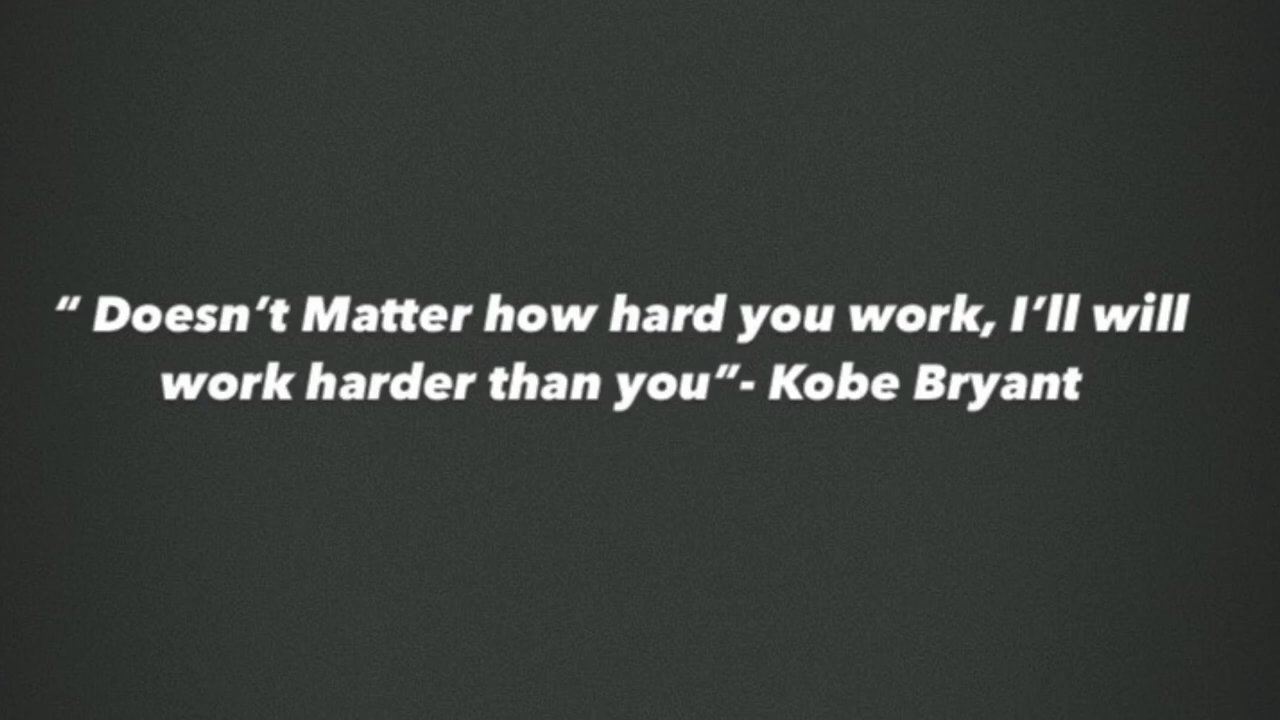 “ Doesn’t Matter how hard you work, I’ll will
work harder than you”- Kobe Bryant